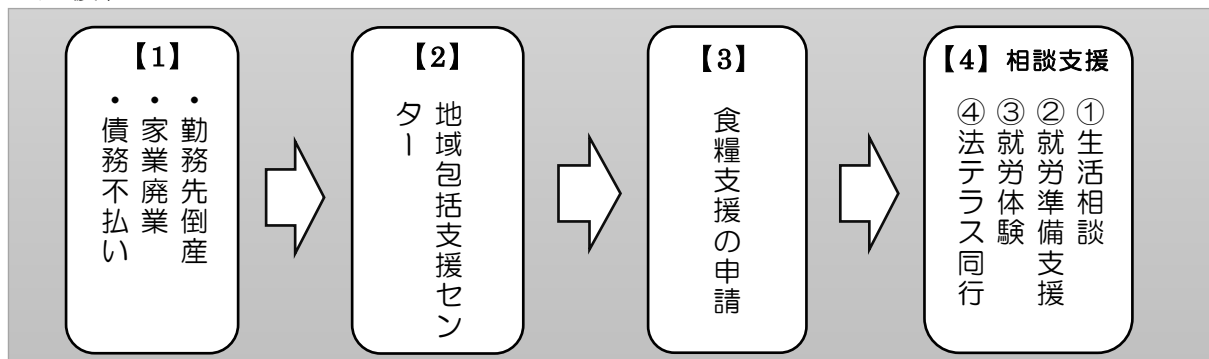 【1】
・勤務先倒産
・家業廃業
・債務不払い
【2】
地域包括支援セン
ター
【3】
食糧支援の申請
【4】相談支援
①生活相談
②就労準備支援
③就労体験
④法テラス同行